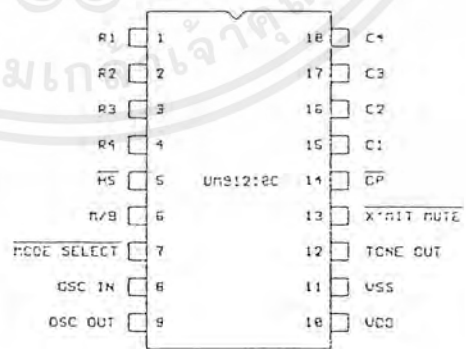 R1 1 18 C4
R2 2 17 C3
R3 3 16 C2
R4 4 15 C1
HS 5 UM91210C 14 DP
M/B 6 13 X'MIT MUTE
MODE SELECT 7 12 TONE OUT
OSC IN 8 11 VSS
OSC OUT 9 10 VDD